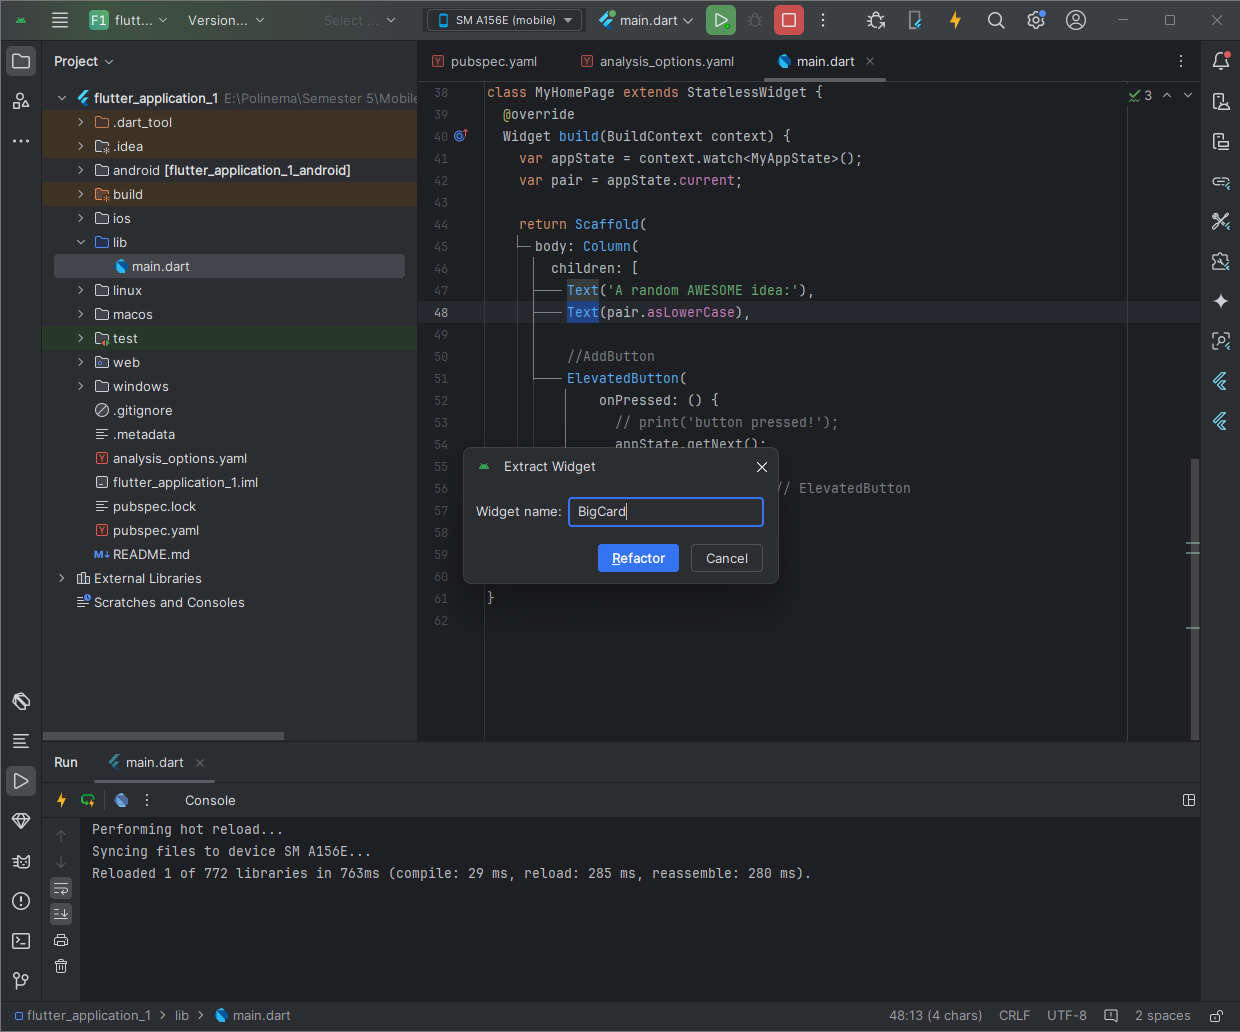 F1 flutt... Version... Select ... SM A156E (mobile) main.dart
Project
flutter_application_1 E:\Polinema\Semester 5\Mobile
.dart_tool
.idea
android [flutter_application_1_android]
build
ios
lib
main.dart
linux
macos
test
web
windows
.gitignore
.metadata
analysis_options.yaml
flutter_application_1.iml
pubspec.lock
pubspec.yaml
M↓ README.md
External Libraries
Scratches and Consoles
pubspec.yaml analysis_options.yaml main.dart
3
38 class MyHomePage extends StatelessWidget {
39 @override
40 Widget build(BuildContext context) {
41 var appState = context.watch<MyAppState>();
42 var pair = appState.current;
43
44 return Scaffold(
45 body: Column(
46 children: [
47 Text('A random AWESOME idea:'),
48 Text(pair.asLowerCase),
49
50 //AddButton
51 ElevatedButton(
52 onPressed: () {
53 // print('button pressed!');
54 appState.getNext();
55
56 // ElevatedButton
57
58
59
60
61 }
62
Extract Widget
Widget name: BigCard
Refactor Cancel
Run main.dart
Console
Performing hot reload...
Syncing files to device SM A156E...
Reloaded 1 of 772 libraries in 763ms (compile: 29 ms, reload: 285 ms, reassemble: 280 ms).
flutter_application_1 > lib > main.dart 48:13 (4 chars) CRLF UTF-8 2 spaces